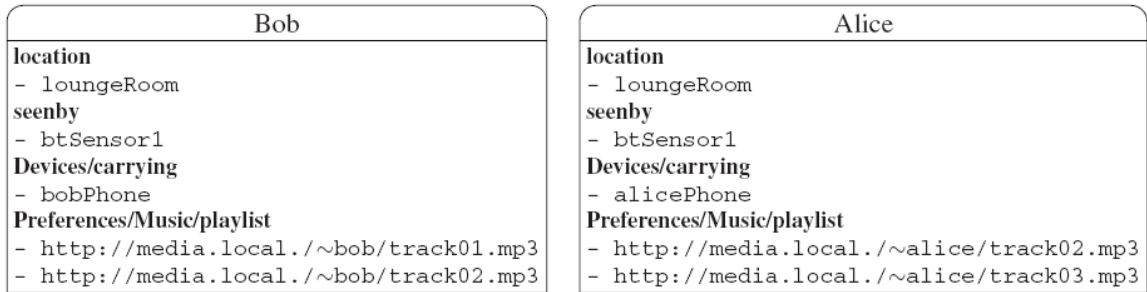 Bob
location
- loungeRoom
seenby
- btSensor1
Devices/carrying
- bobPhone
Preferences/Music/playlist
- http://media.local./~bob/track01.mp3
- http://media.local./~bob/track02.mp3
Alice
location
- loungeRoom
seenby
- btSensor1
Devices/carrying
- alicePhone
Preferences/Music/playlist
- http://media.local./~alice/track02.mp3
- http://media.local./~alice/track03.mp3